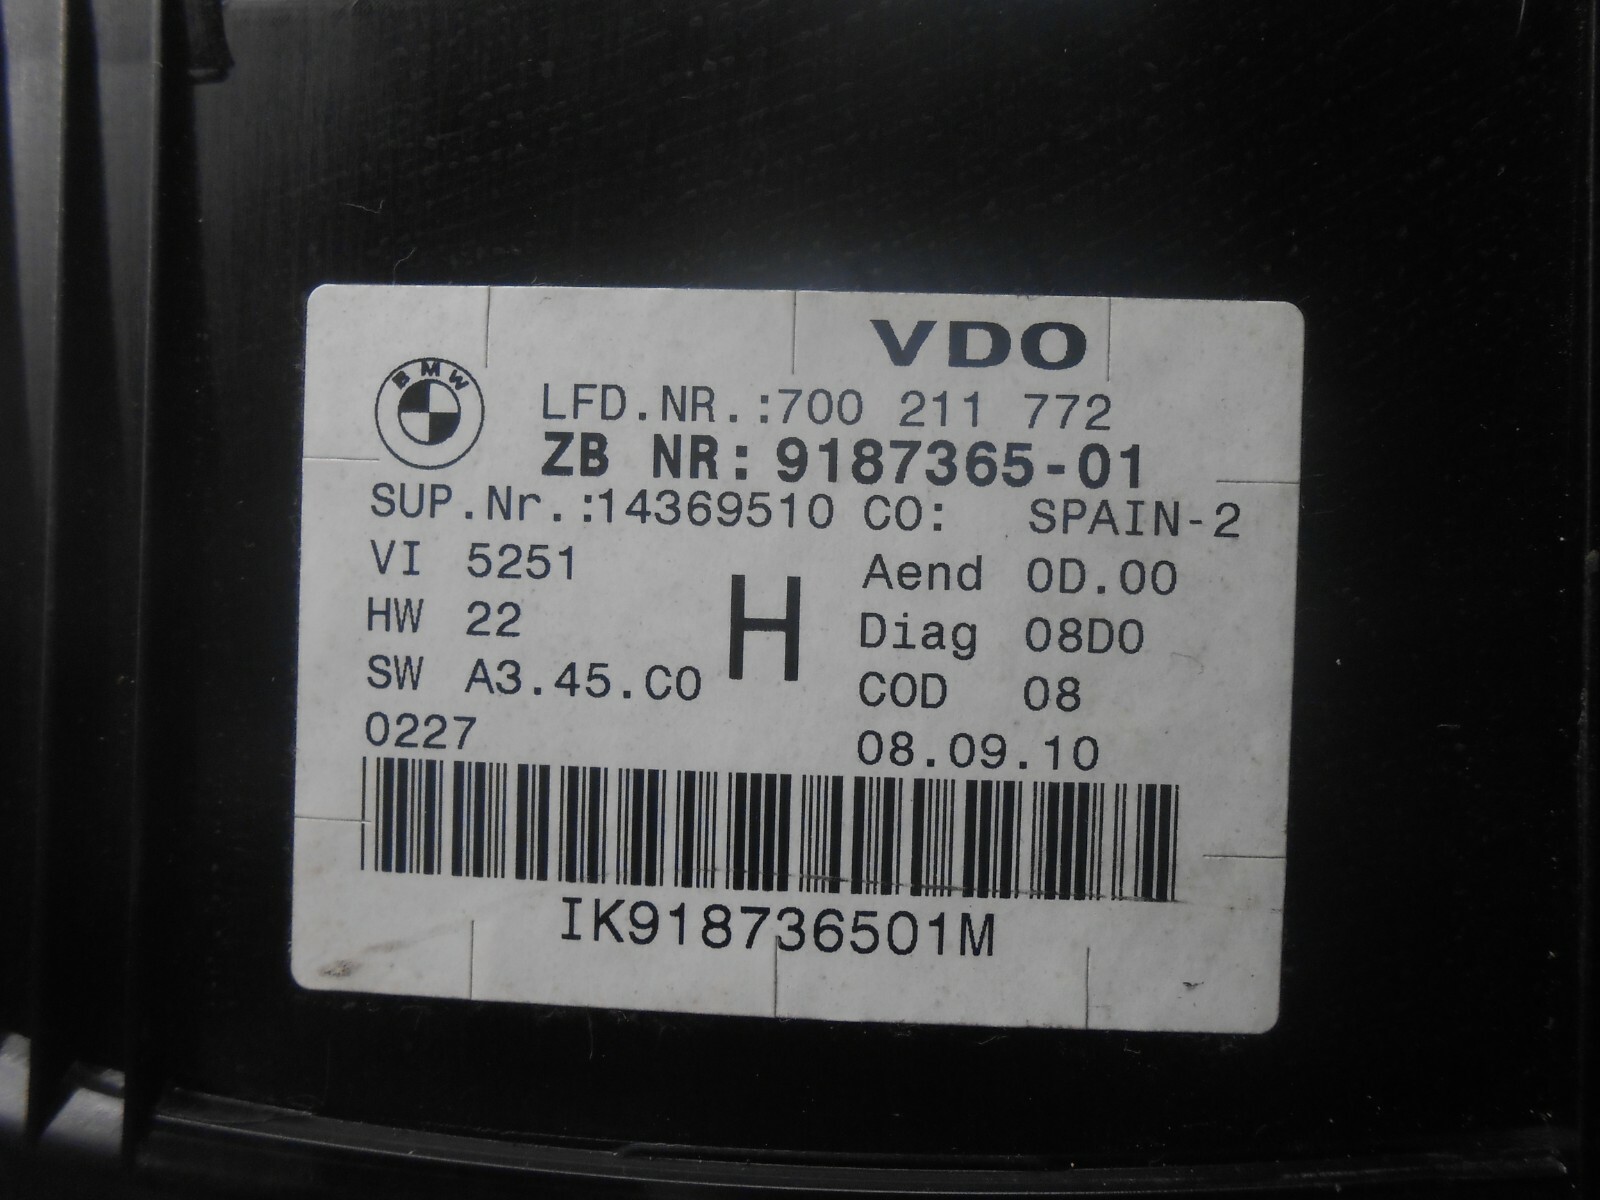 VDO
BMW
LFD.NR.:700 211 772
ZB NR: 9187365-01
SUP.Nr.:14369510 CO: SPAIN-2
VI 5251 Aend 0D.00
HW 22 H Diag 08D0
SW A3.45.C0 COD 08
0227 08.09.10
IK918736501M